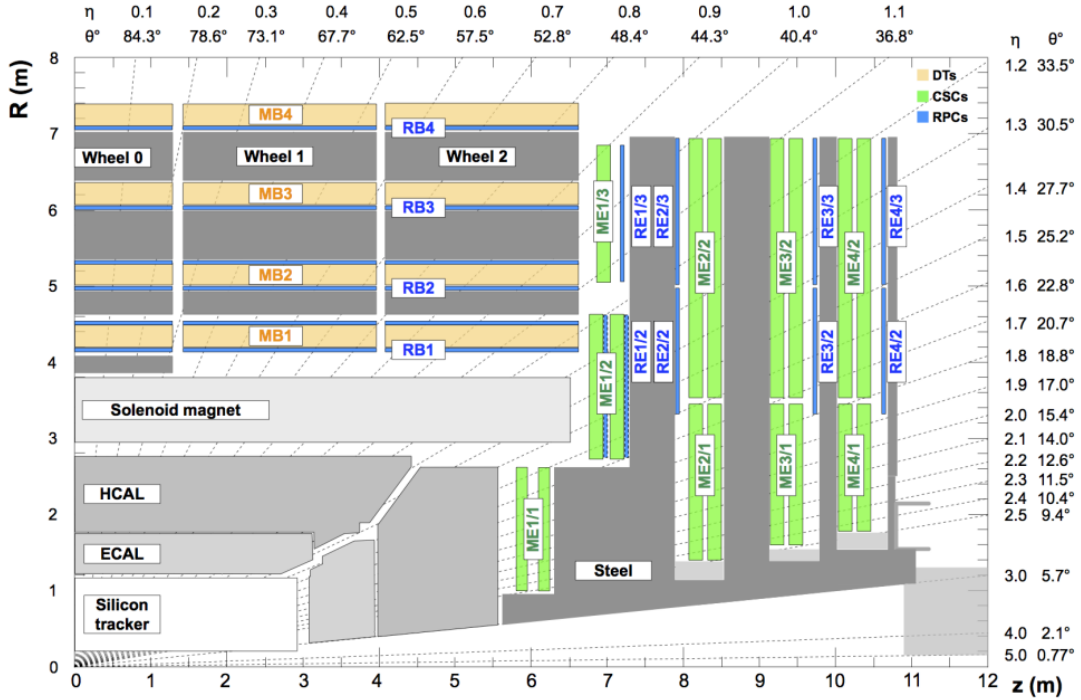 η 0.1 0.2 0.3 0.4 0.5 0.6 0.7 0.8 0.9 1.0 1.1
θ° 84.3° 78.6° 73.1° 67.7° 62.5° 57.5° 52.8° 48.4° 44.3° 40.4° 36.8°
η θ°
1.2 33.5°
1.3 30.5°
1.4 27.7°
1.5 25.2°
1.6 22.8°
1.7 20.7°
1.8 18.8°
1.9 17.0°
2.0 15.4°
2.1 14.0°
2.2 12.6°
2.3 11.5°
2.4 10.4°
2.5 9.4°
3.0 5.7°
4.0 2.1°
5.0 0.77°
R (m)
8
7
6
5
4
3
2
1
0
DTs
CSCs
RPCs
MB4
RB4
Wheel 0 Wheel 1 Wheel 2
MB3
RB3
MB2
RB2
MB1
RB1
Solenoid magnet
HCAL
ECAL
Silicon
tracker
Steel
ME1/3
RE1/3
RE2/3
ME2/2
ME3/2
RE3/3
ME4/2
RE4/3
ME1/2
RE1/2
RE2/2
RE3/2
RE4/2
ME1/1
ME2/1
ME3/1
ME4/1
0 1 2 3 4 5 6 7 8 9 10 11 12
z (m)